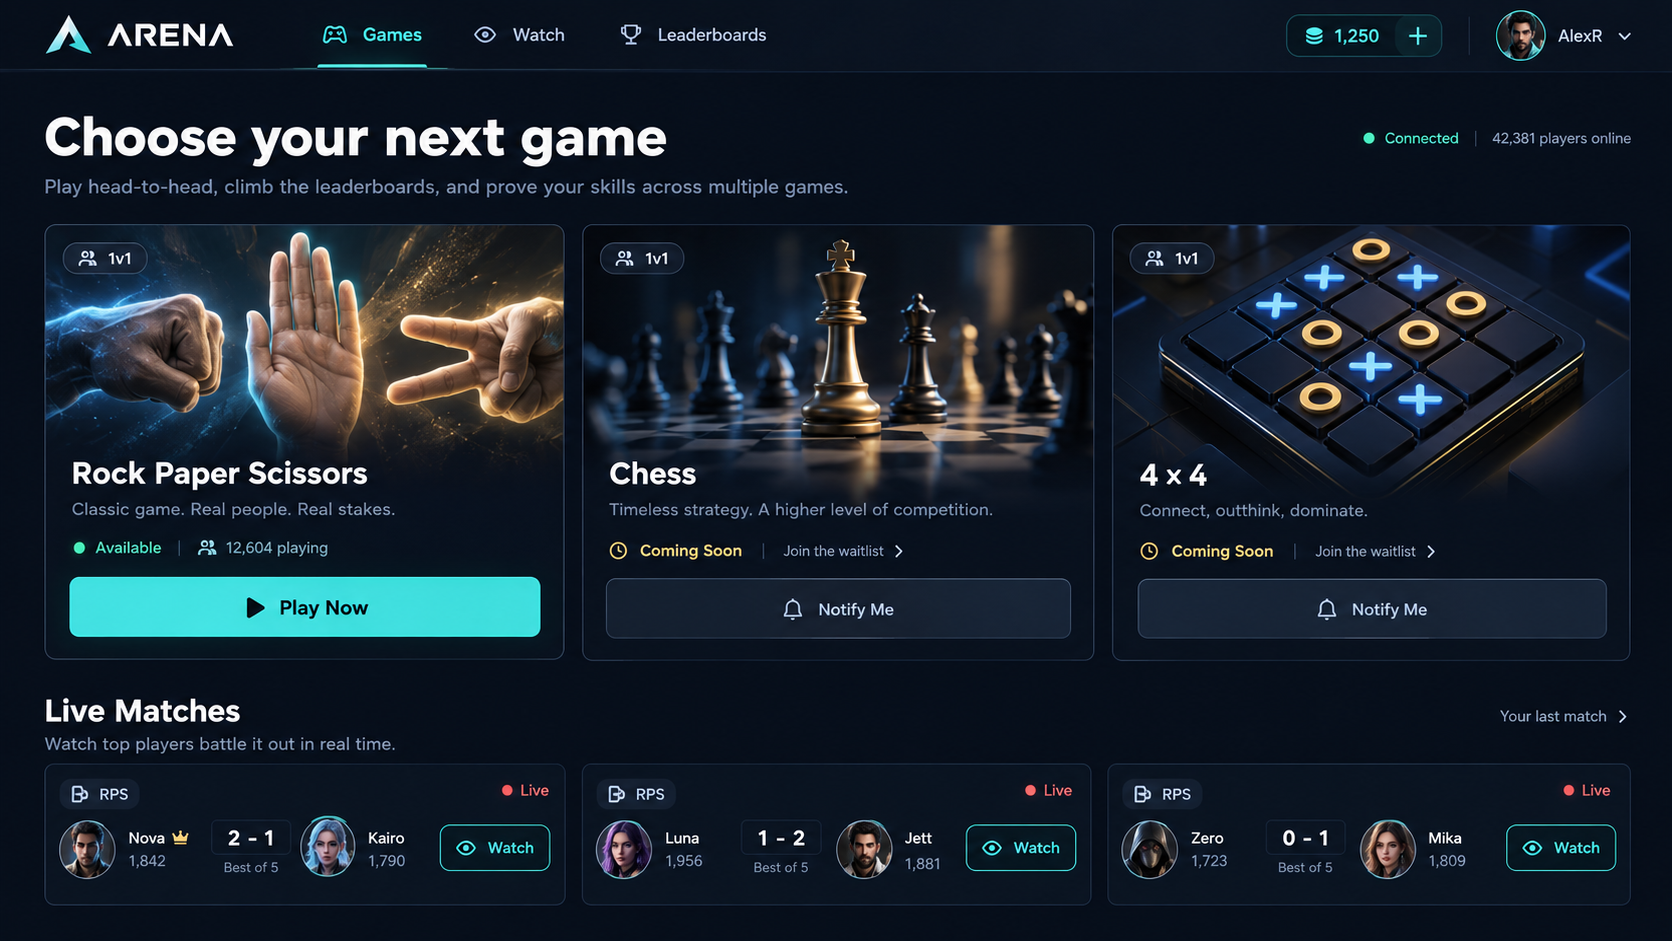 ARENA
Games
Watch
Leaderboards
1,250
AlexR
Choose your next game
Connected
42,381 players online
Play head-to-head, climb the leaderboards, and prove your skills across multiple games.
1v1
Rock Paper Scissors
Classic game. Real people. Real stakes.
Available
12,604 playing
Play Now
1v1
Chess
Timeless strategy. A higher level of competition.
Coming Soon
Join the waitlist
Notify Me
1v1
4 x 4
Connect, outthink, dominate.
Coming Soon
Join the waitlist
Notify Me
Live Matches
Your last match
Watch top players battle it out in real time.
RPS
Live
Nova
1,842
2 - 1
Best of 5
Kairo
1,790
Watch
RPS
Live
Luna
1,956
1 - 2
Best of 5
Jett
1,881
Watch
RPS
Live
Zero
1,723
0 - 1
Best of 5
Mika
1,809
Watch